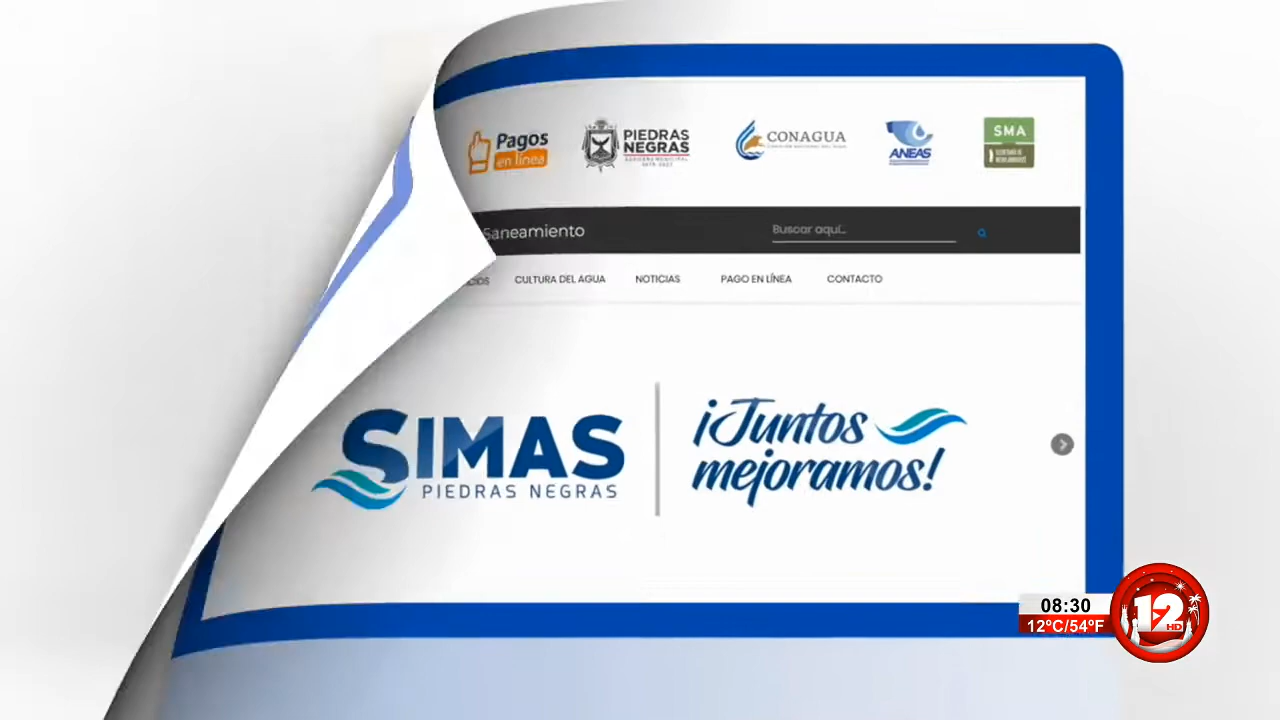 Pagos
en línea
PIEDRAS
NEGRAS
CONAGUA
ANEAS
SMA
Saneamiento
Buscar aquí...
CULTURA DEL AGUA
NOTICIAS
PAGO EN LÍNEA
CONTACTO
SIMAS
PIEDRAS NEGRAS
¡Juntos
mejoramos!
08:30
12°C/54°F
12
HD